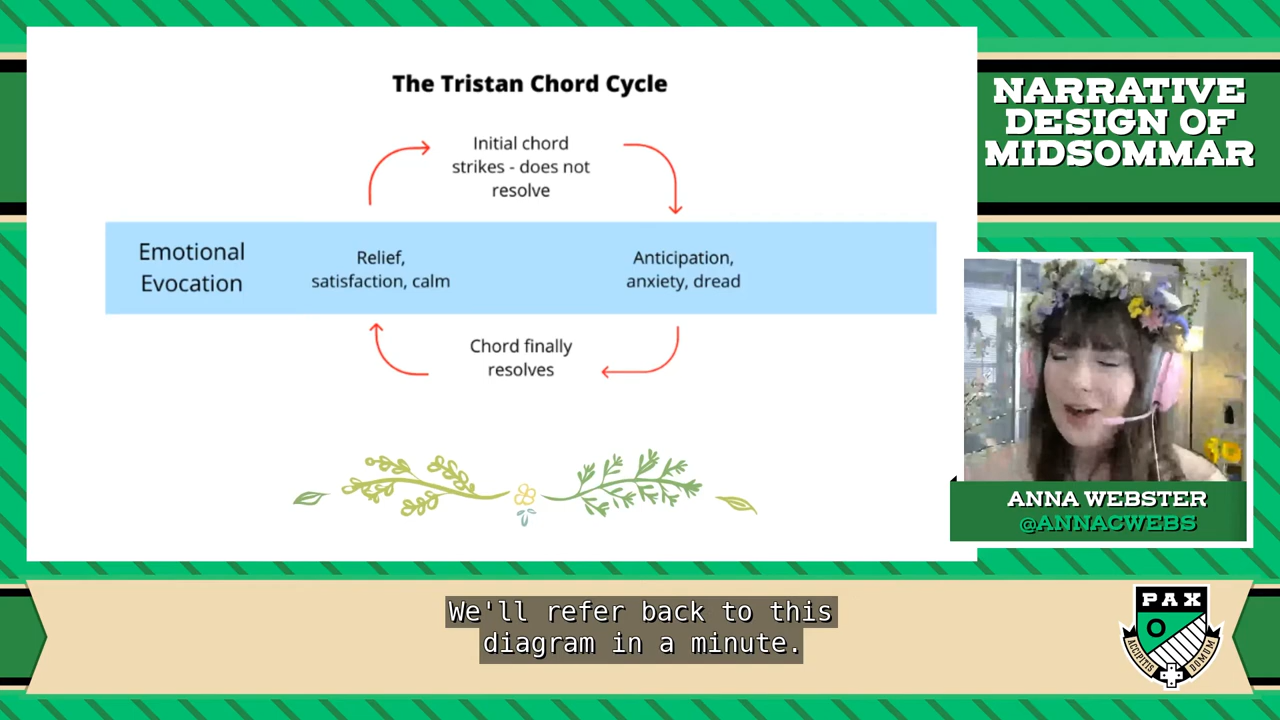 The Tristan Chord Cycle
Initial chord
strikes - does not
resolve
Emotional
Evocation
Relief,
satisfaction, calm
Anticipation,
anxiety, dread
Chord finally
resolves
NARRATIVE
DESIGN OF
MIDSOMMAR
ANNA WEBSTER
@ANNACWEBS
We'll refer back to this
diagram in a minute.
PAX
O
ACCIPITIS
DOMUM